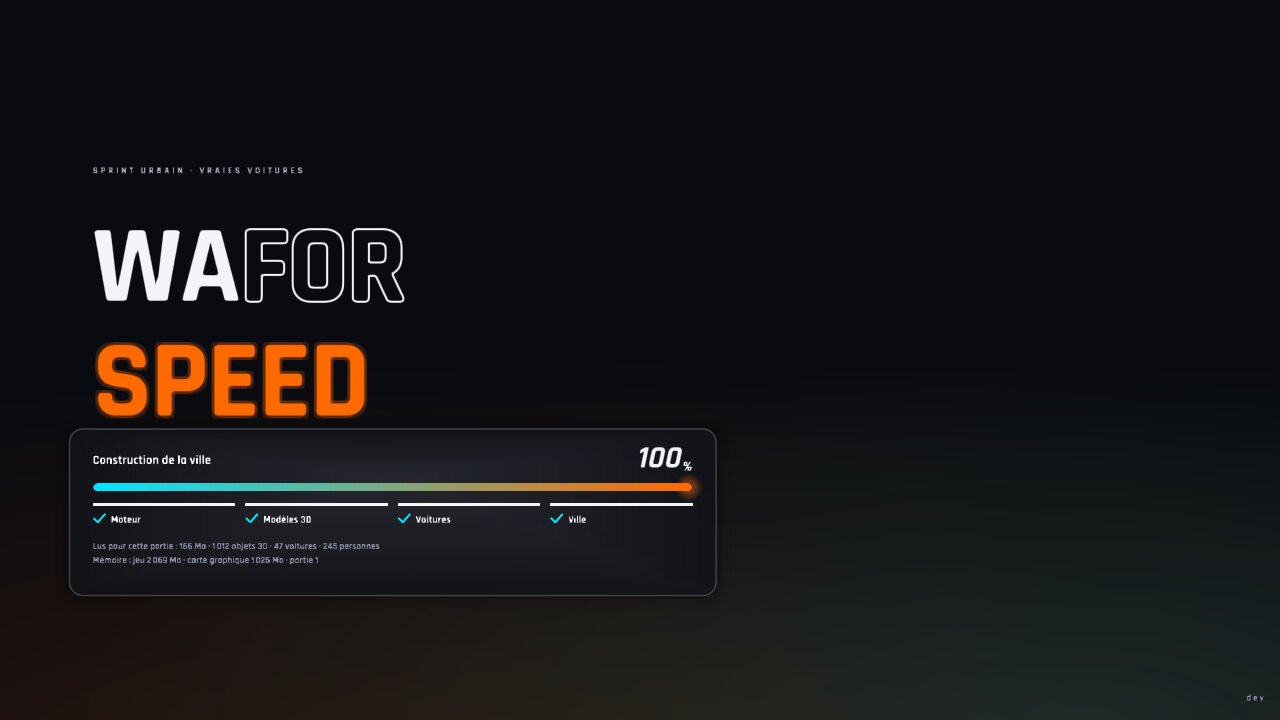 SPRINT URBAIN · VRAIES VOITURES
WAFOR
SPEED
Construction de la ville 100 %
Moteur Modèles 3D Voitures Ville
Lus pour cette partie : 166 Mo · 1 012 objets 3D · 47 voitures · 245 personnes
Mémoire : jeu 2 069 Mo · carte graphique 1 025 Mo · partie 1
dev